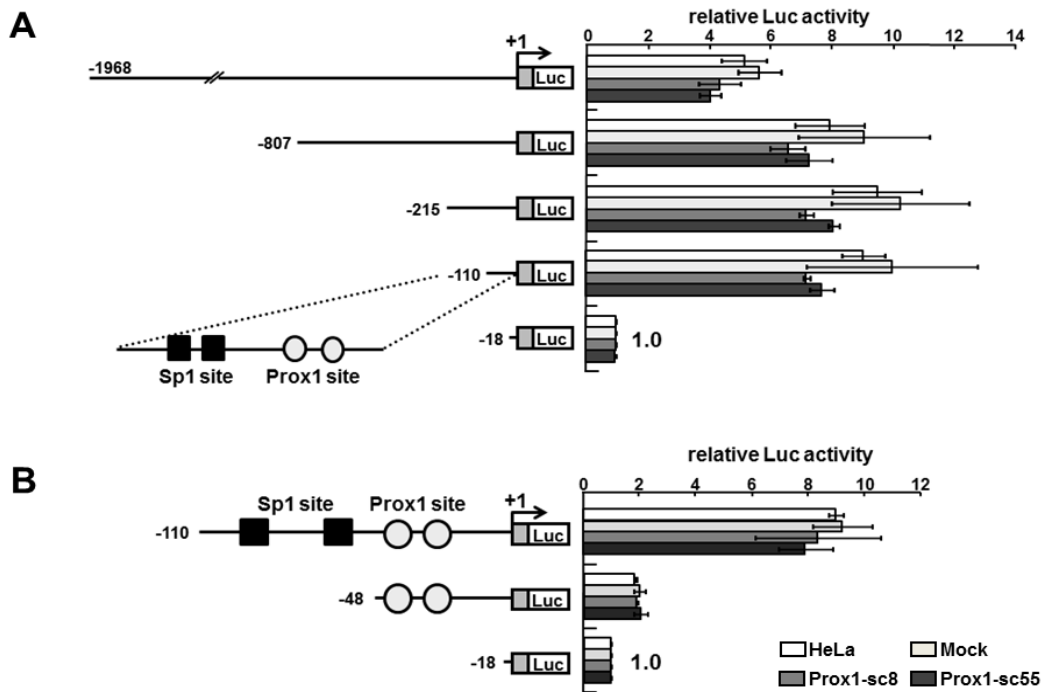 A
relative Luc activity
0 2 4 6 8 10 12 14
-1968
+1
Luc
-807
Luc
-215
Luc
-110
Luc
-18
Luc
1.0
Sp1 site
Prox1 site
B
relative Luc activity
0 2 4 6 8 10 12
Sp1 site
Prox1 site
+1
-110
Luc
-48
Luc
-18
Luc
1.0
HeLa
Mock
Prox1-sc8
Prox1-sc55